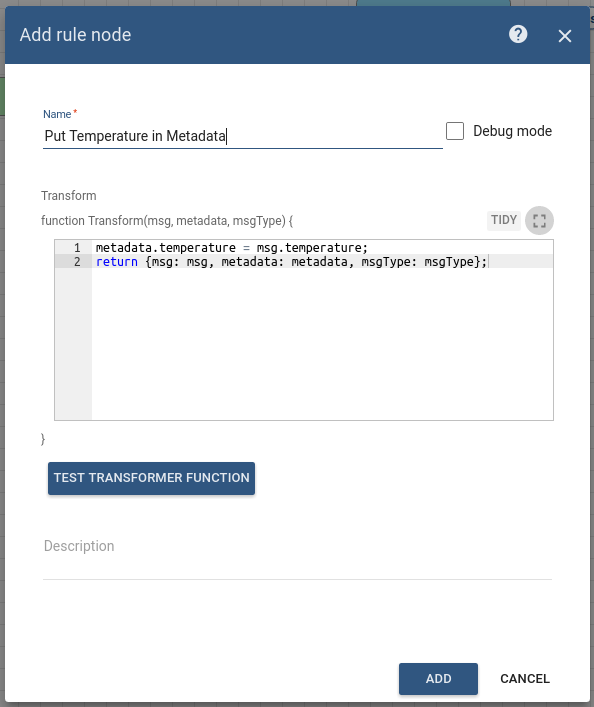 Add rule node
Name *
Put Temperature in Metadata
Debug mode
Transform
function Transform(msg, metadata, msgType) {
TIDY
1 metadata.temperature = msg.temperature;
2 return {msg: msg, metadata: metadata, msgType: msgType};
}
TEST TRANSFORMER FUNCTION
Description
ADD CANCEL